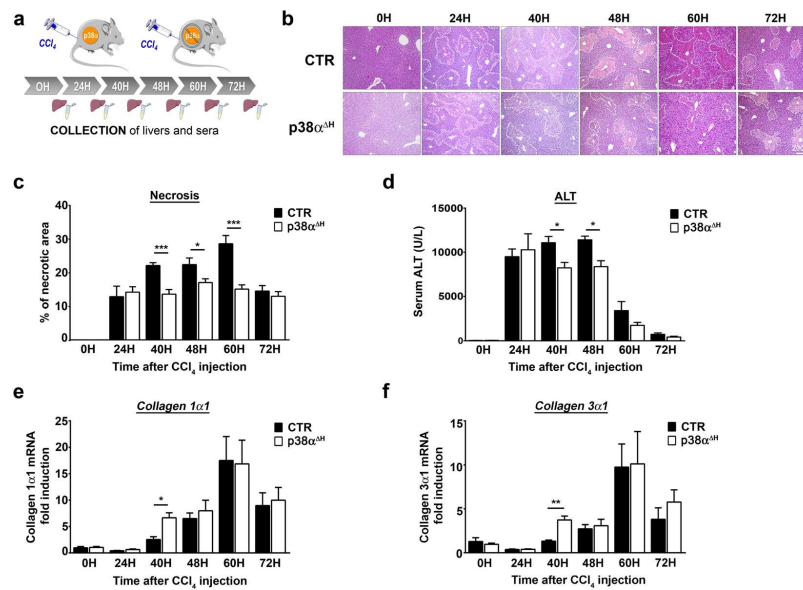 a
CCl4
p38α
CCl4
p38α
OH 24H 40H 48H 60H 72H
COLLECTION of livers and sera
b
0H 24H 40H 48H 60H 72H
CTR
p38αΔH
c
Necrosis
CTR
p38αΔH
% of necrotic area
40
30
20
10
0
*** * ***
0H 24H 40H 48H 60H 72H
Time after CCl4 injection
d
ALT
CTR
p38αΔH
Serum ALT (U/L)
15000
10000
5000
0
* *
0H 24H 40H 48H 60H 72H
Time after CCl4 injection
e
Collagen 1α1
CTR
p38αΔH
Collagen 1α1 mRNA
fold induction
25
20
15
10
5
0
*
0H 24H 40H 48H 60H 72H
Time after CCl4 injection
f
Collagen 3α1
CTR
p38αΔH
Collagen 3α1 mRNA
fold induction
15
10
5
0
**
0H 24H 40H 48H 60H 72H
Time after CCl4 injection